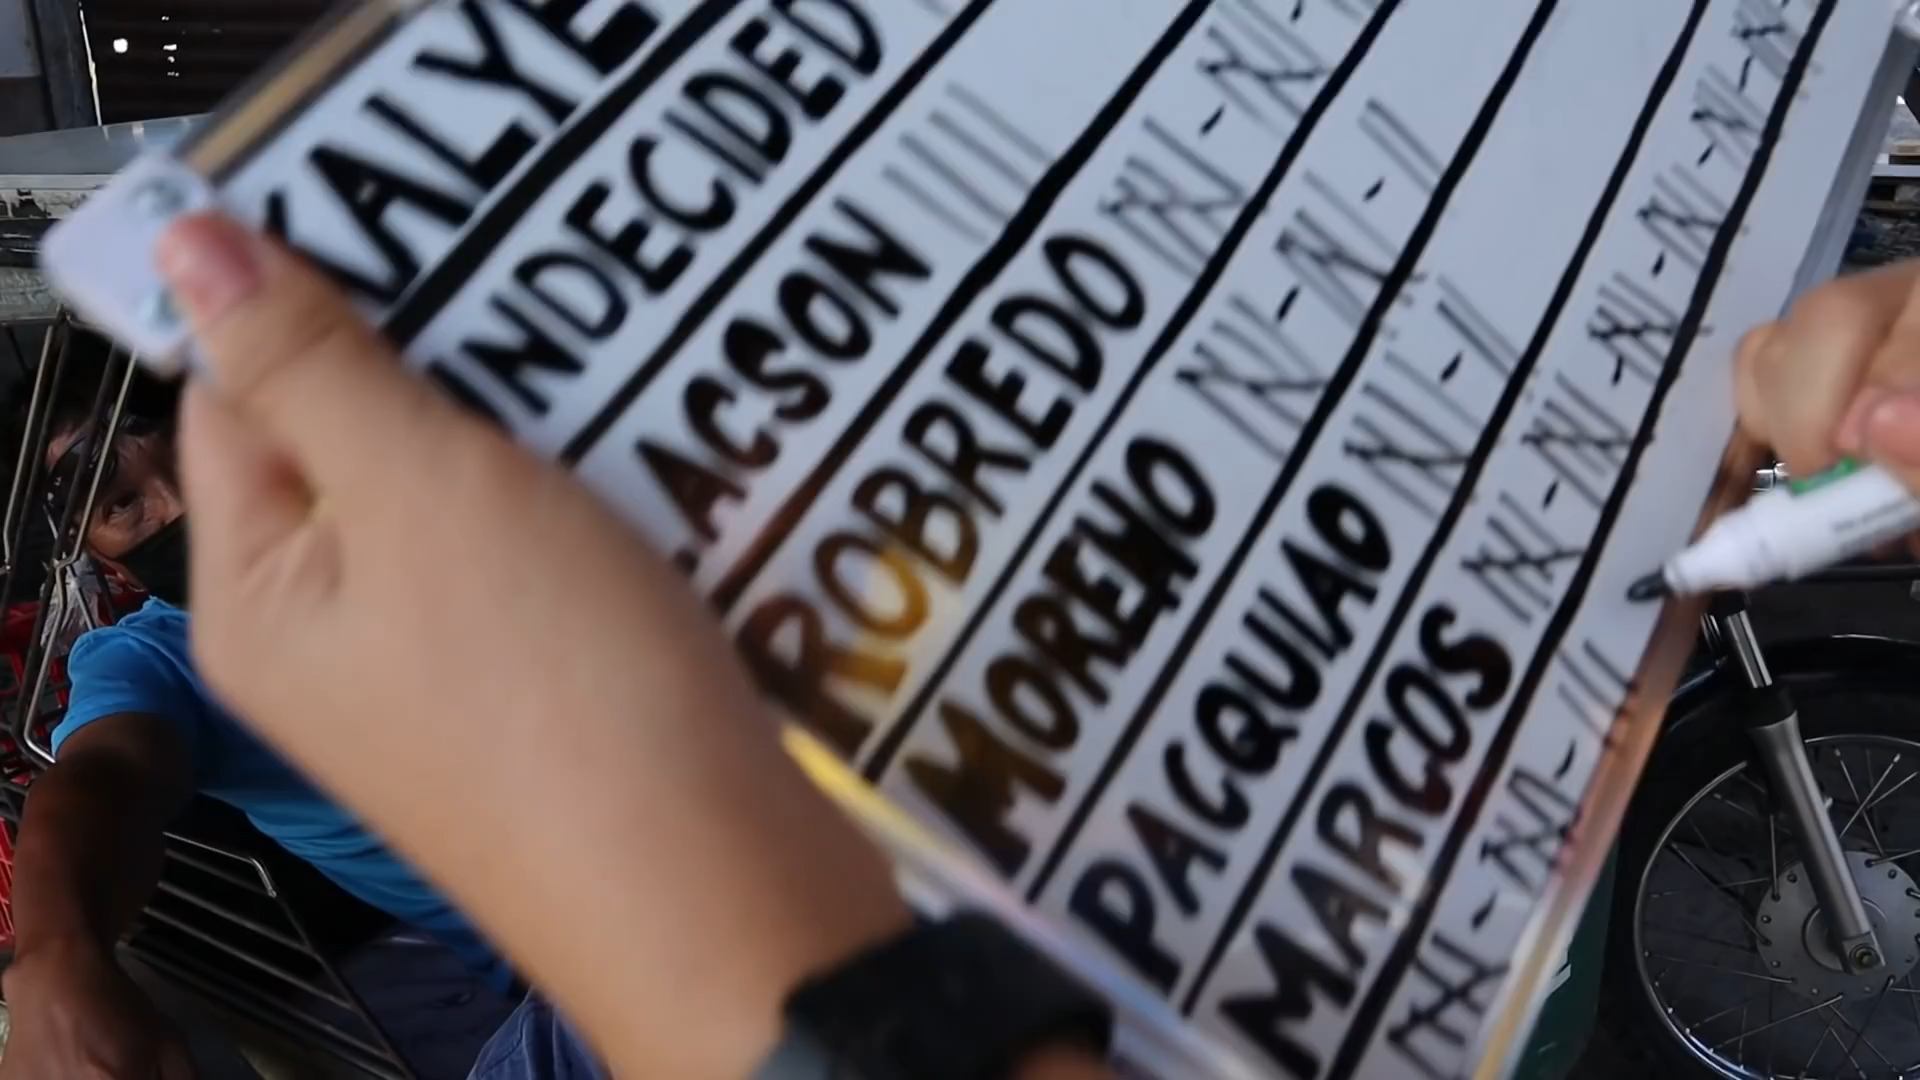 KALYE
UNDECIDED
LACSON
ROBREDO
MORENO
PACQUIAO
MARCOS